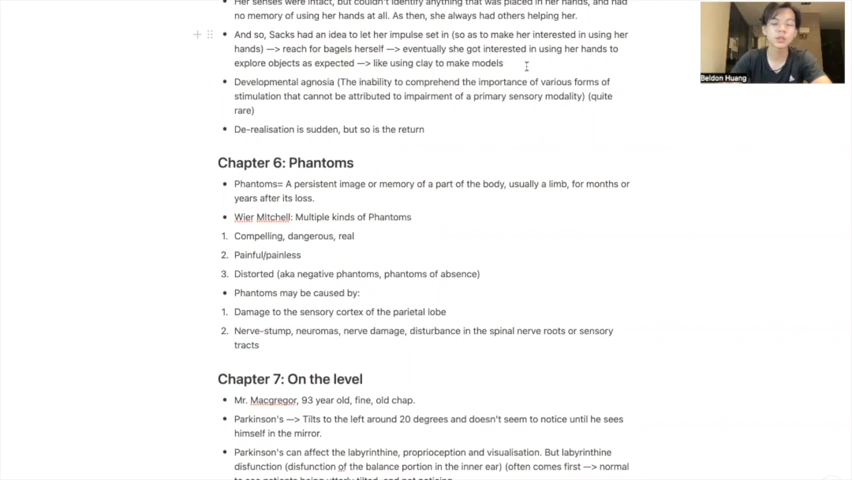 Her senses were intact, but couldn't identify anything that was placed in her hands, and had
no memory of using her hands at all. As then, she always had others helping her.
• And so, Sacks had an idea to let her impulse set in (so as to make her interested in using her
hands) —> reach for bagels herself —> eventually she got interested in using her hands to
explore objects as expected —> like using clay to make models
• Developmental agnosia (The inability to comprehend the importance of various forms of
stimulation that cannot be attributed to impairment of a primary sensory modality) (quite
rare)
• De-realisation is sudden, but so is the return
Chapter 6: Phantoms
• Phantoms= A persistent image or memory of a part of the body, usually a limb, for months or
years after its loss.
• Wier Mitchell: Multiple kinds of Phantoms
1. Compelling, dangerous, real
2. Painful/painless
3. Distorted (aka negative phantoms, phantoms of absence)
• Phantoms may be caused by:
1. Damage to the sensory cortex of the parietal lobe
2. Nerve-stump, neuromas, nerve damage, disturbance in the spinal nerve roots or sensory
tracts
Chapter 7: On the level
• Mr. Macgregor, 93 year old, fine, old chap.
• Parkinson's —> Tilts to the left around 20 degrees and doesn't seem to notice until he sees
himself in the mirror.
• Parkinson's can affect the labyrinthine, proprioception and visualisation. But labyrinthine
disfunction (disfunction of the balance portion in the inner ear) (often comes first —> normal
to see patients being utterly tilted, and not noticing
Beldon Huang